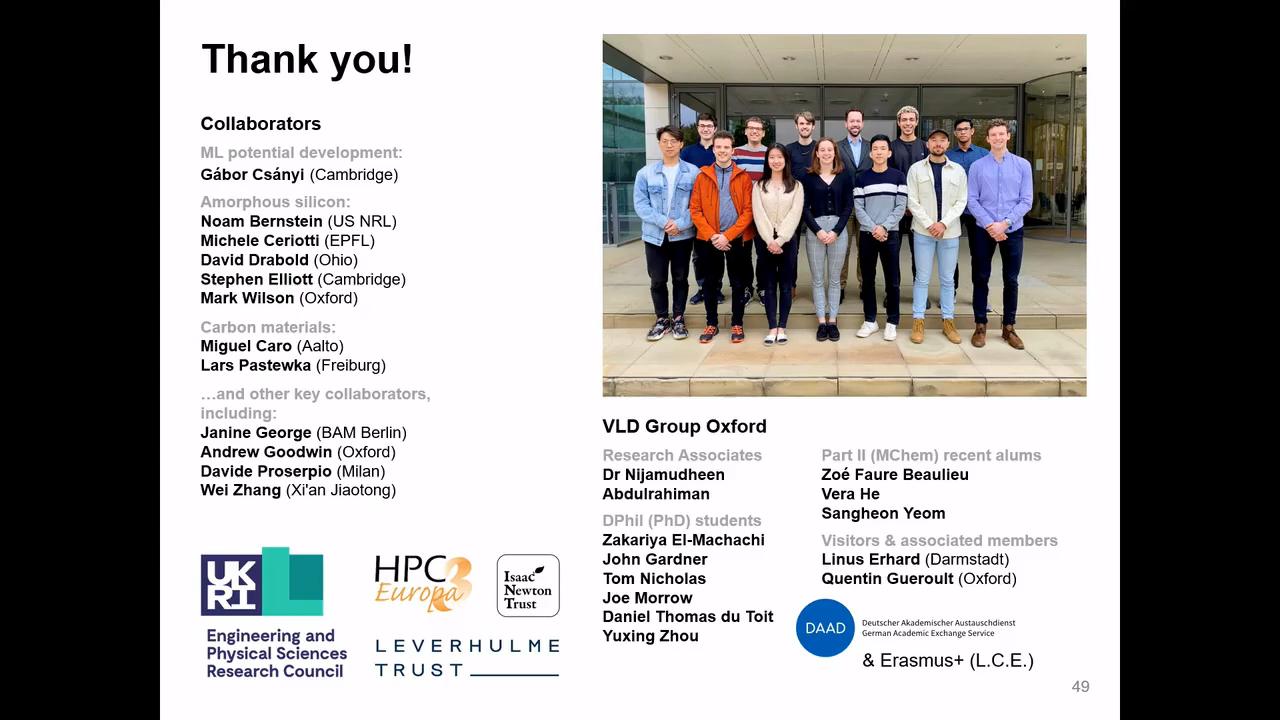 Thank you!
Collaborators
ML potential development:
Gábor Csányi (Cambridge)
Amorphous silicon:
Noam Bernstein (US NRL)
Michele Ceriotti (EPFL)
David Drabold (Ohio)
Stephen Elliott (Cambridge)
Mark Wilson (Oxford)
Carbon materials:
Miguel Caro (Aalto)
Lars Pastewka (Freiburg)
…and other key collaborators,
including:
Janine George (BAM Berlin)
Andrew Goodwin (Oxford)
Davide Proserpio (Milan)
Wei Zhang (Xi'an Jiaotong)
UK
RI
Engineering and
Physical Sciences
Research Council
HPC3
Europa
Isaac
Newton
Trust
LEVERHULME
TRUST
VLD Group Oxford
Research Associates
Dr Nijamudheen
Abdulrahiman
DPhil (PhD) students
Zakariya El-Machachi
John Gardner
Tom Nicholas
Joe Morrow
Daniel Thomas du Toit
Yuxing Zhou
Part II (MChem) recent alums
Zoé Faure Beaulieu
Vera He
Sangheon Yeom
Visitors & associated members
Linus Erhard (Darmstadt)
Quentin Gueroult (Oxford)
DAAD
Deutscher Akademischer Austauschdienst
German Academic Exchange Service
& Erasmus+ (L.C.E.)
49